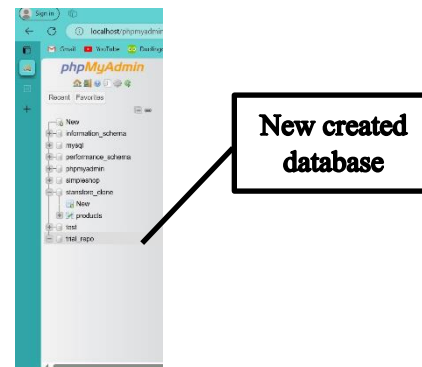 Sign in
localhost/phpmyadmin
Gmail YouTube
phpMyAdmin
Recent Favorites
New
information_schema
mysql
performance_schema
phpmyadmin
simpleshop
New
products
test
trial_repo
New created
database